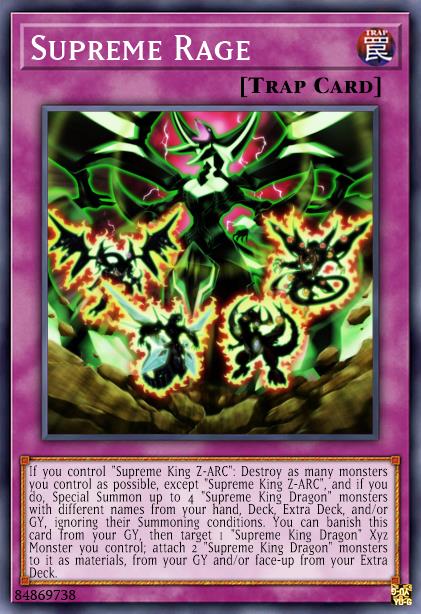 Supreme Rage
TRAP
罠
[Trap Card]
If you control "Supreme King Z-ARC": Destroy as many monsters
you control as possible, except "Supreme King Z-ARC", and if you
do, Special Summon up to 4 "Supreme King Dragon" monsters
with different names from your hand, Deck, Extra Deck, and/or
GY, ignoring their Summoning conditions. You can banish this
card from your GY, then target 1 "Supreme King Dragon" Xyz
Monster you control; attach 2 "Supreme King Dragon" monsters
to it as materials, from your GY and/or face-up from your Extra
Deck.
84869738